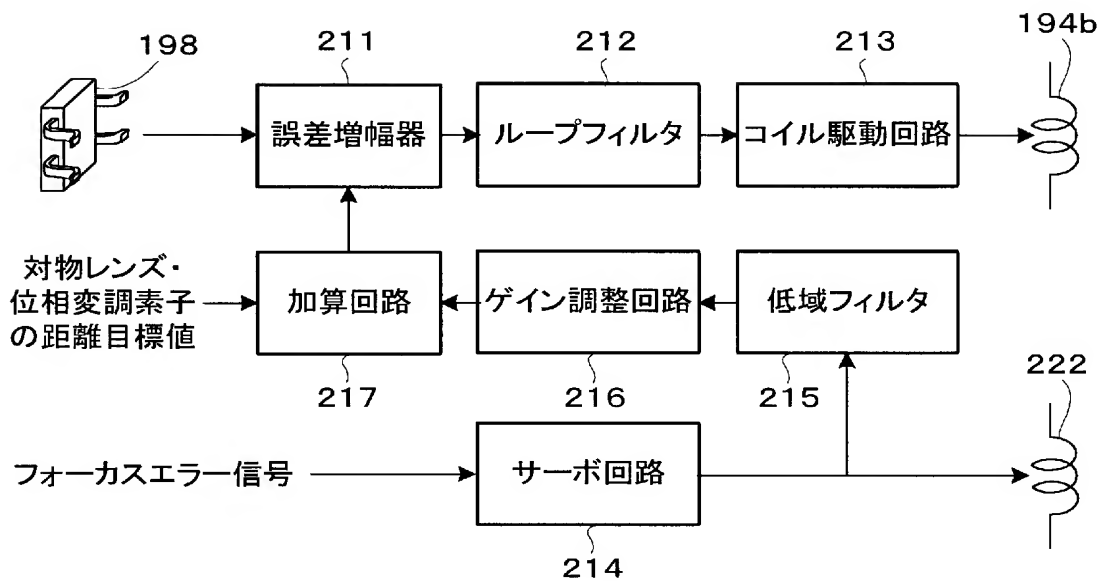 198
211
212
213
194b
誤差増幅器
ループフィルタ
コイル駆動回路
対物レンズ・
位相変調素子
の距離目標値
加算回路
ゲイン調整回路
低域フィルタ
217
216
215
222
フォーカスエラー信号
サーボ回路
214